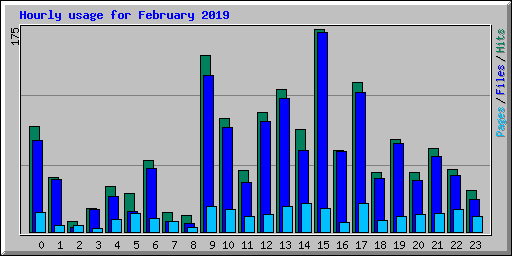 Hourly usage for February 2019
175
Pages / Files / Hits
0 1 2 3 4 5 6 7 8 9 10 11 12 13 14 15 16 17 18 19 20 21 22 23